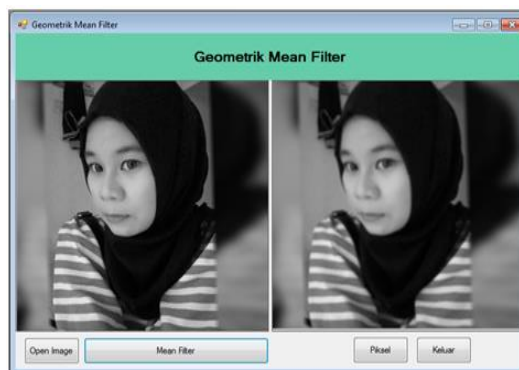 Geometrik Mean Filter
Geometrik Mean Filter
Open Image
Mean Filter
Piksel
Keluar